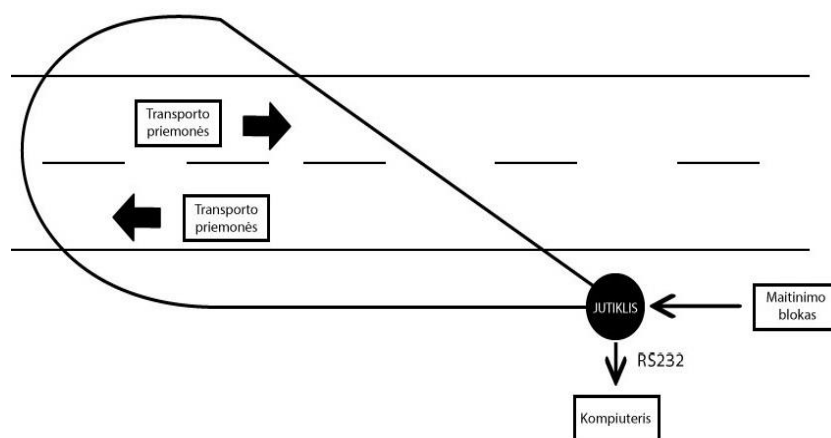 Transporto
priemonės
Transporto
priemonės
JUTIKLIS
Maitinimo
blokas
RS232
Kompiuteris